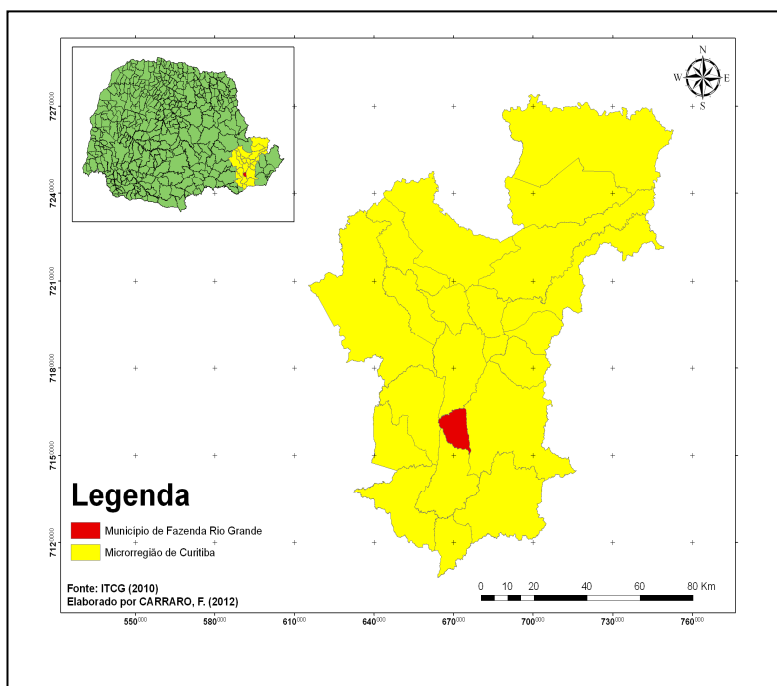 N
W E
S
727⁰⁰⁰⁰
724⁰⁰⁰⁰
721⁰⁰⁰⁰
718⁰⁰⁰⁰
715⁰⁰⁰⁰
712⁰⁰⁰⁰
Legenda
Municipio de Fazenda Rio Grande
Microrregião de Curitiba
Fonte: ITCG (2010)
Elaborado por CARRARO, F. (2012)
0 10 20 40 60 80 Km
550⁰⁰⁰ 580⁰⁰⁰ 610⁰⁰⁰ 640⁰⁰⁰ 670⁰⁰⁰ 700⁰⁰⁰ 730⁰⁰⁰ 760⁰⁰⁰